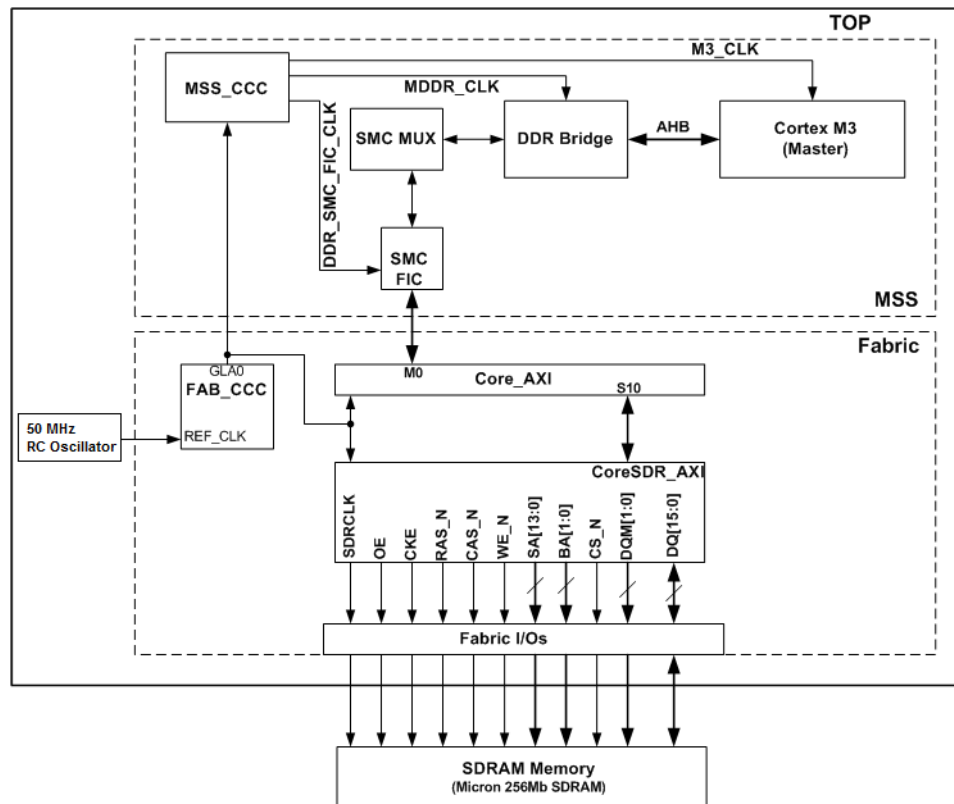 TOP
M3_CLK
MSS_CCC
MDDR_CLK
DDR_SMC_FIC_CLK
SMC MUX
DDR Bridge
AHB
Cortex M3
(Master)
SMC
FIC
MSS
Fabric
GLA0
FAB_CCC
REF_CLK
50 MHz
RC Oscillator
M0
Core_AXI
S10
CoreSDR_AXI
SDRCLK
OE
CKE
RAS_N
CAS_N
WE_N
SA[13:0]
BA[1:0]
CS_N
DQM[1:0]
DQ[15:0]
Fabric I/Os
SDRAM Memory
(Micron 256Mb SDRAM)